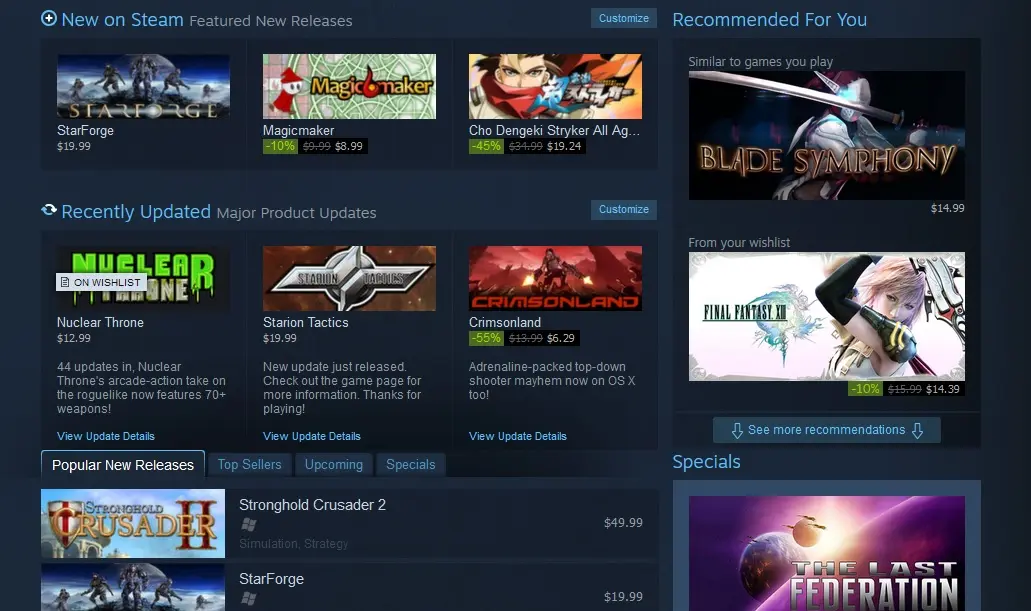 New on Steam Featured New Releases
Customize
STARFORGE
Magicmaker
超ストライカー
StarForge
Magicmaker
Cho Dengeki Stryker All Ag...
$19.99
-10% $9.99 $8.99
-45% $34.99 $19.24
Recently Updated Major Product Updates
Customize
NUCLEAR THRONE
ON WISHLIST
STARION TACTICS
CRIMSONLAND
Nuclear Throne
Starion Tactics
Crimsonland
$12.99
$19.99
-55% $13.99 $6.29
44 updates in, Nuclear
Throne's arcade-action take on
the roguelike now features 70+
weapons!
New update just released.
Check out the game page for
more information. Thanks for
playing!
Adrenaline-packed top-down
shooter mayhem now on OS X
too!
View Update Details
View Update Details
View Update Details
Popular New Releases
Top Sellers
Upcoming
Specials
STRONGHOLD
CRUSADER II
Stronghold Crusader 2
$49.99
Simulation, Strategy
StarForge
$19.99
Recommended For You
Similar to games you play
BLADE SYMPHONY
$14.99
From your wishlist
FINAL FANTASY XIII
-10% $15.99 $14.39
See more recommendations
Specials
THE LAST
FEDERATION